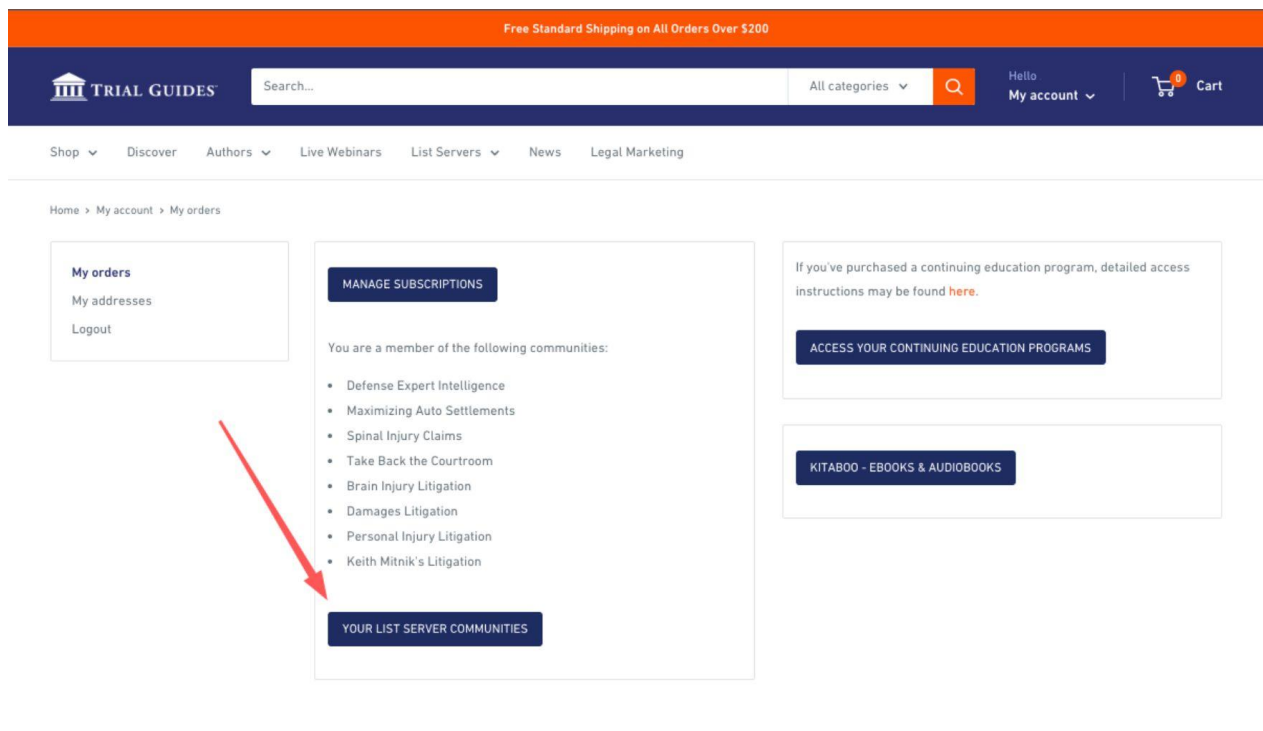 Free Standard Shipping on All Orders Over $200
TRIAL GUIDES
Search...
All categories
Hello
My account
0
Cart
Shop
Discover
Authors
Live Webinars
List Servers
News
Legal Marketing
Home > My account > My orders
My orders
My addresses
Logout
MANAGE SUBSCRIPTIONS
You are a member of the following communities:
• Defense Expert Intelligence
• Maximizing Auto Settlements
• Spinal Injury Claims
• Take Back the Courtroom
• Brain Injury Litigation
• Damages Litigation
• Personal Injury Litigation
• Keith Mitnik's Litigation
YOUR LIST SERVER COMMUNITIES
If you've purchased a continuing education program, detailed access
instructions may be found here.
ACCESS YOUR CONTINUING EDUCATION PROGRAMS
KITABOO - EBOOKS & AUDIOBOOKS